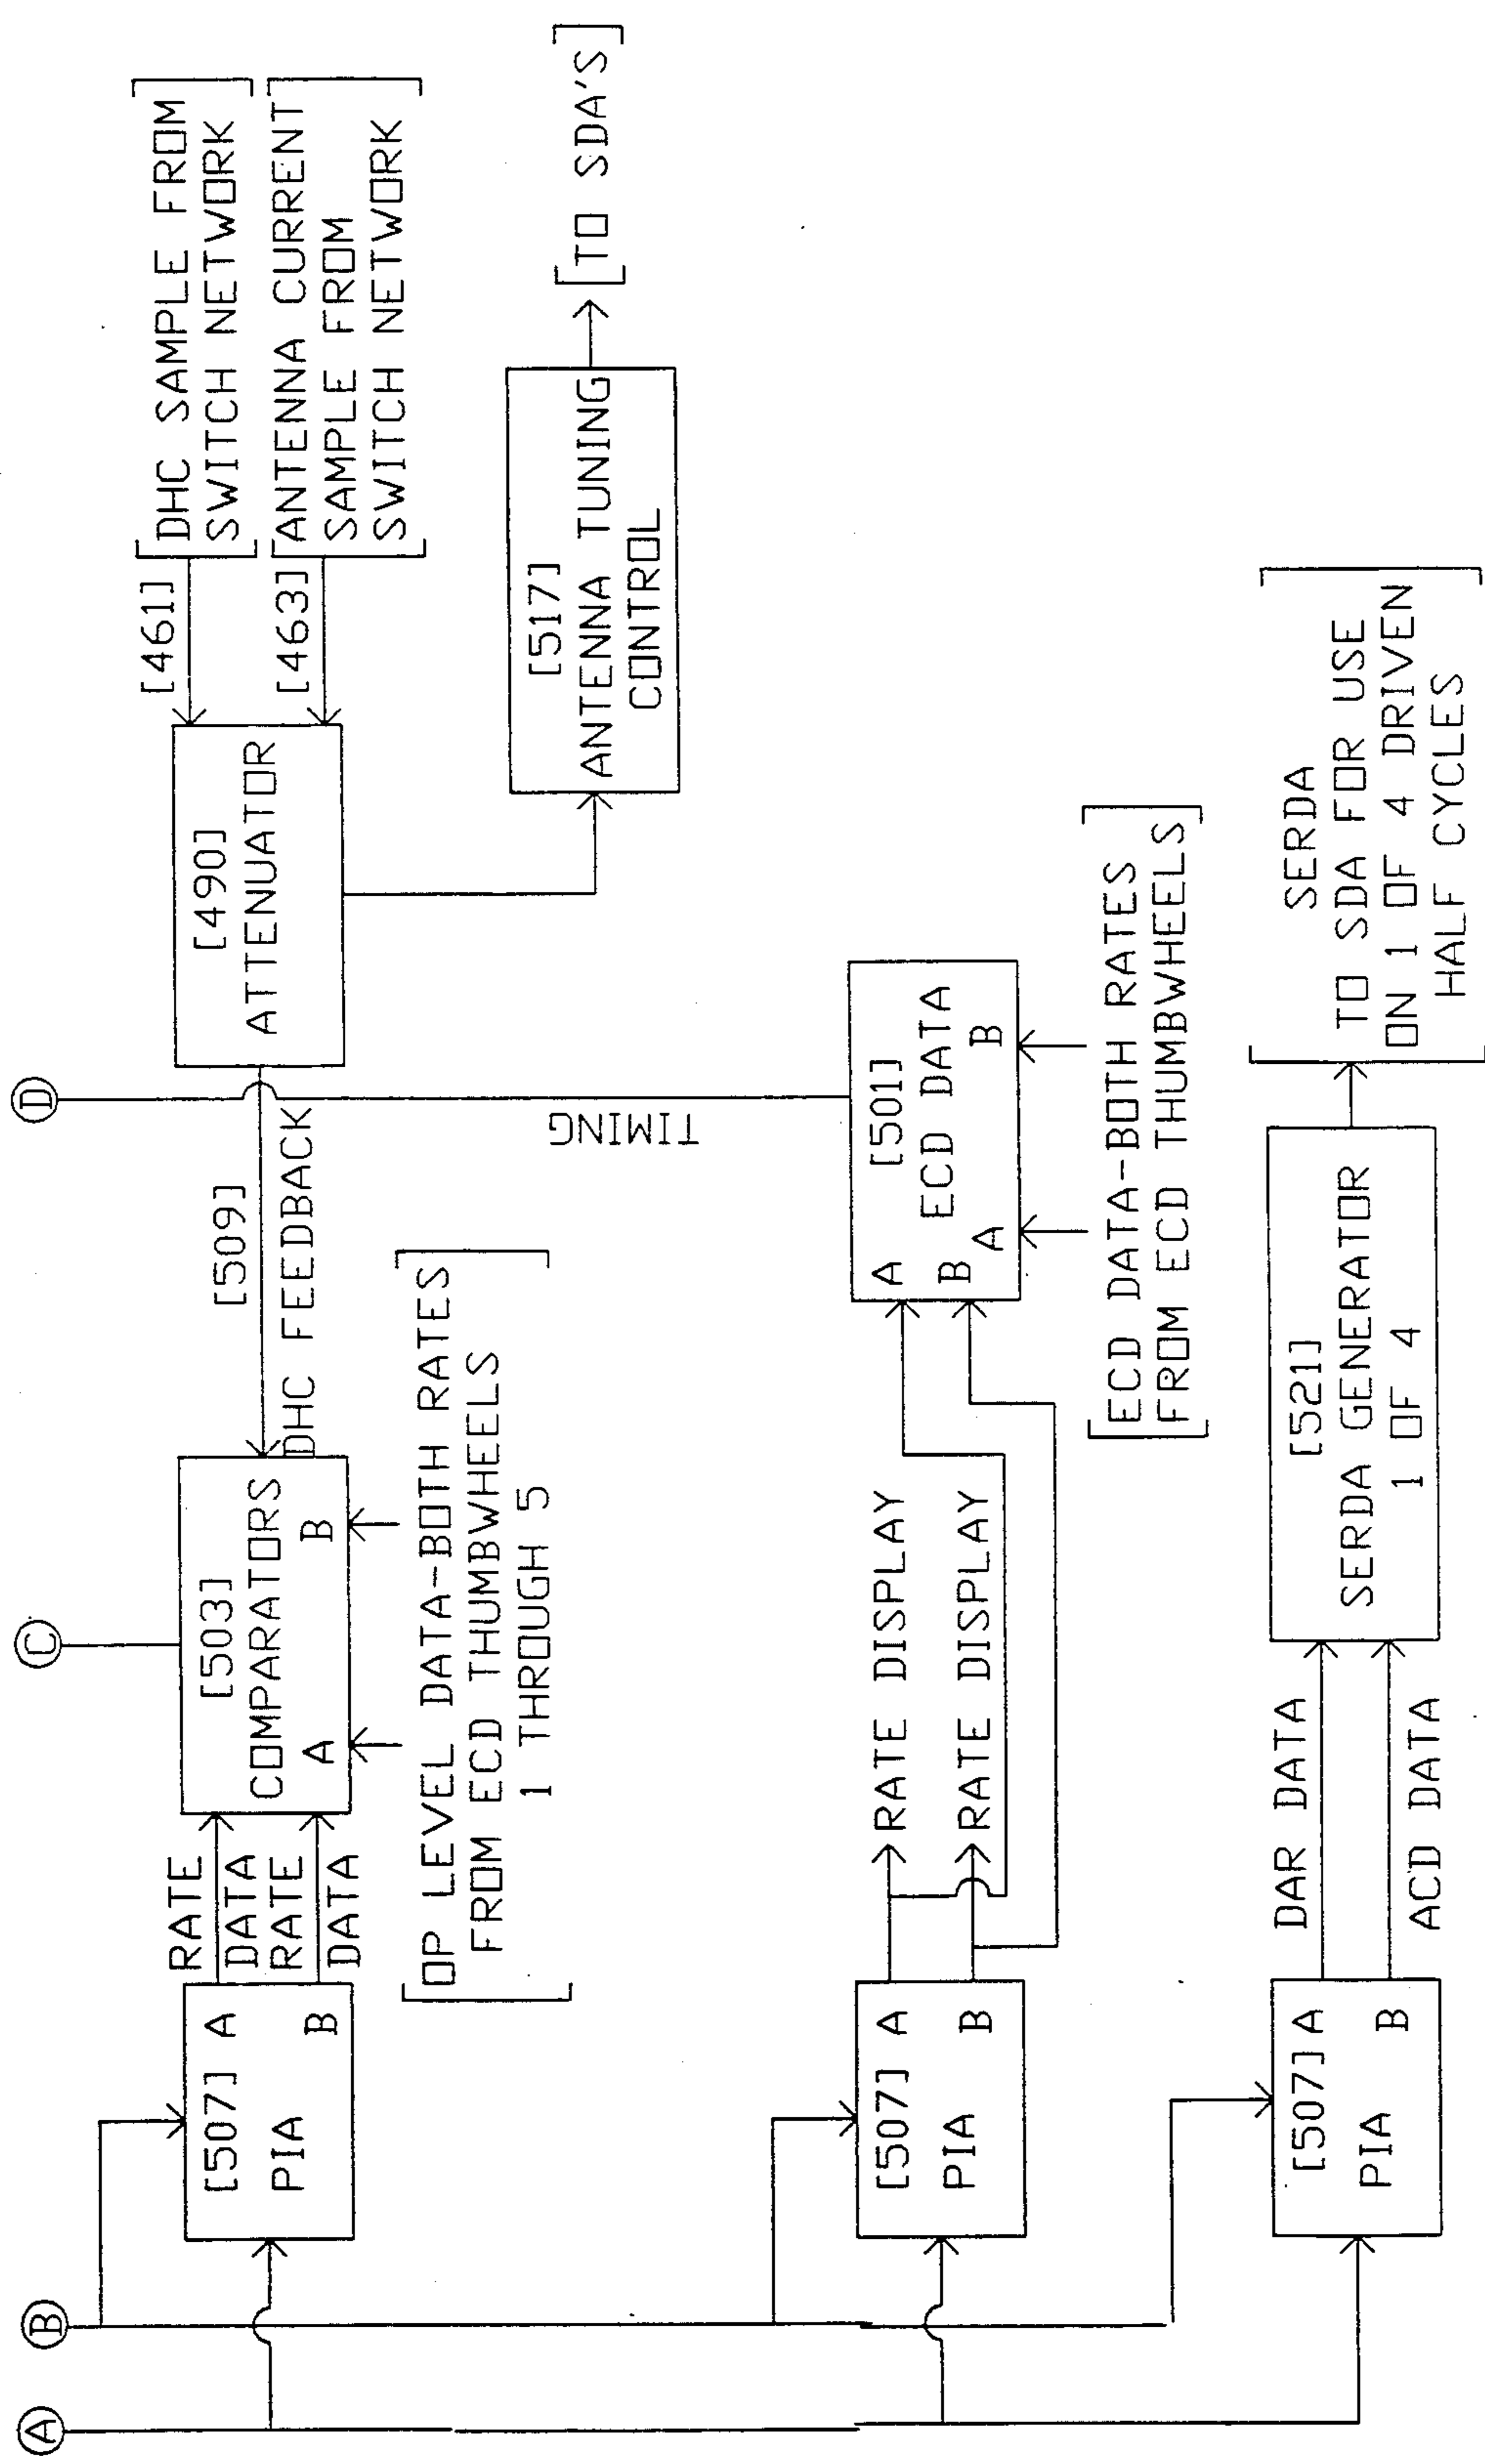 A
B
C
D
[507] A
PIA
B
RATE
DATA
RATE
DATA
[503]
COMPARATORS
A
B
[509]
DHC FEEDBACK
[490]
ATTENUATOR
[461]
[463]
DHC SAMPLE FROM
SWITCH NETWORK
ANTENNA CURRENT
SAMPLE FROM
SWITCH NETWORK
OP LEVEL DATA-BOTH RATES
FROM ECD THUMBWHEELS
1 THROUGH 5
TIMING
[517]
ANTENNA TUNING
CONTROL
[TO SDA'S]
[507] A
PIA
B
RATE DISPLAY
RATE DISPLAY
A
[501]
B
ECD DATA
A
B
[ECD DATA-BOTH RATES
FROM ECD THUMBWHEELS]
[507] A
PIA
B
DAR DATA
ACD DATA
[521]
SERDA GENERATOR
1 OF 4
SERDA
TO SDA FOR USE
ON 1 OF 4 DRIVEN
HALF CYCLES